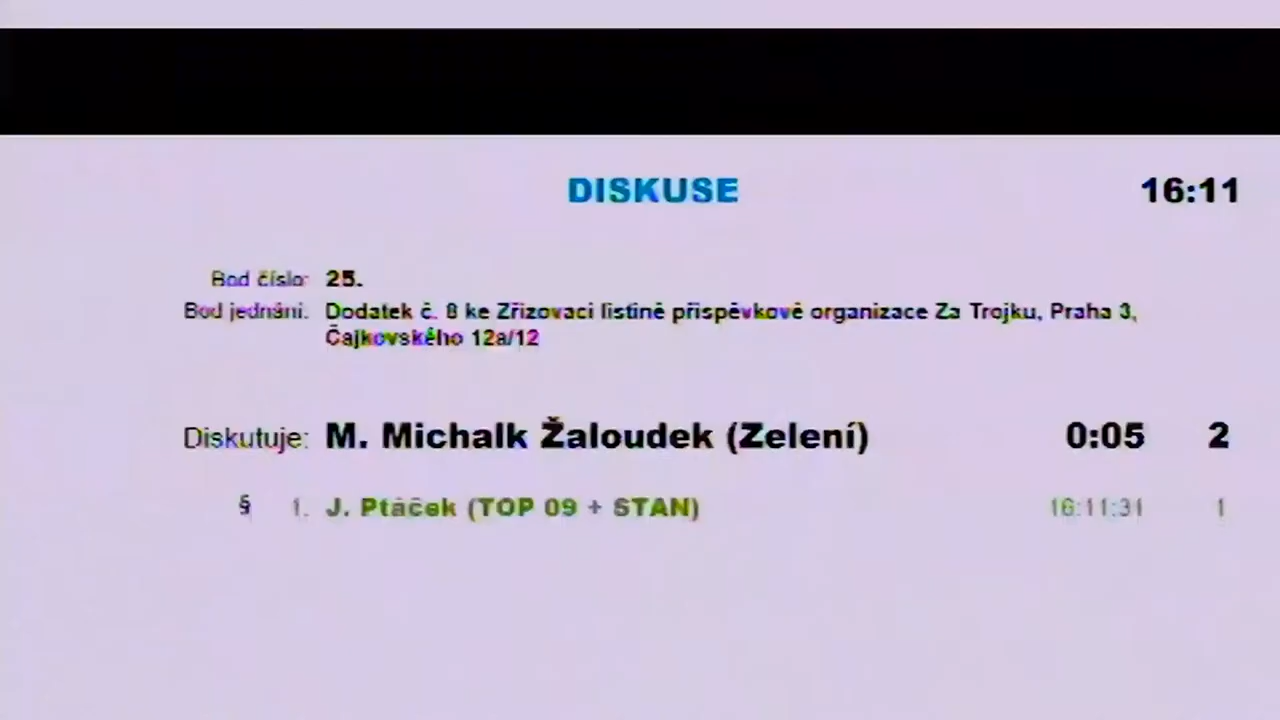 DISKUSE 16:11
Bod číslo: 25.
Bod jednání: Dodatek č. 8 ke Zřizovací listině příspěvkové organizace Za Trojku, Praha 3,
Čajkovského 12a/12
Diskutuje: M. Michalk Žaloudek (Zelení) 0:05 2
§ 1. J. Ptáček (TOP 09 + STAN) 16:11:31 1